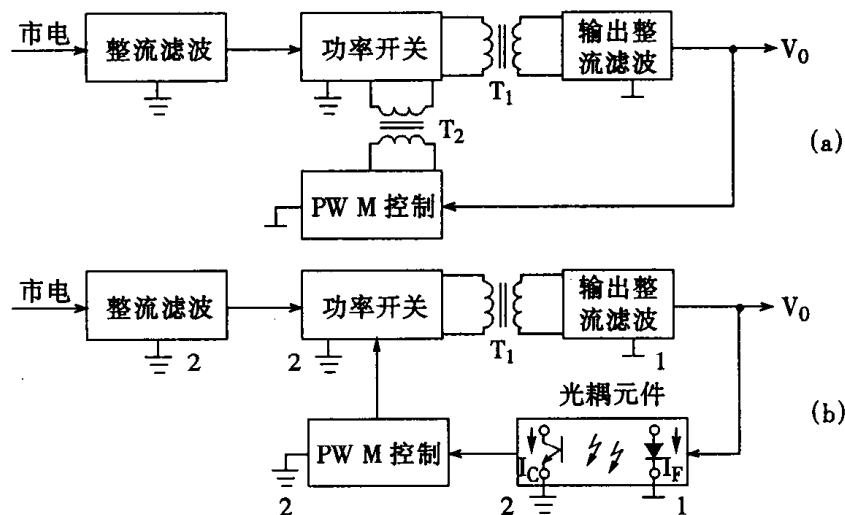 市电
整流滤波
功率开关
T1
输出整
流滤波
V0
T2
PW M 控制
(a)
市电
整流滤波
2
功率开关
2
T1
输出整
流滤波
1
V0
光耦元件
(b)
PW M 控制
2
IC
IF
2
1